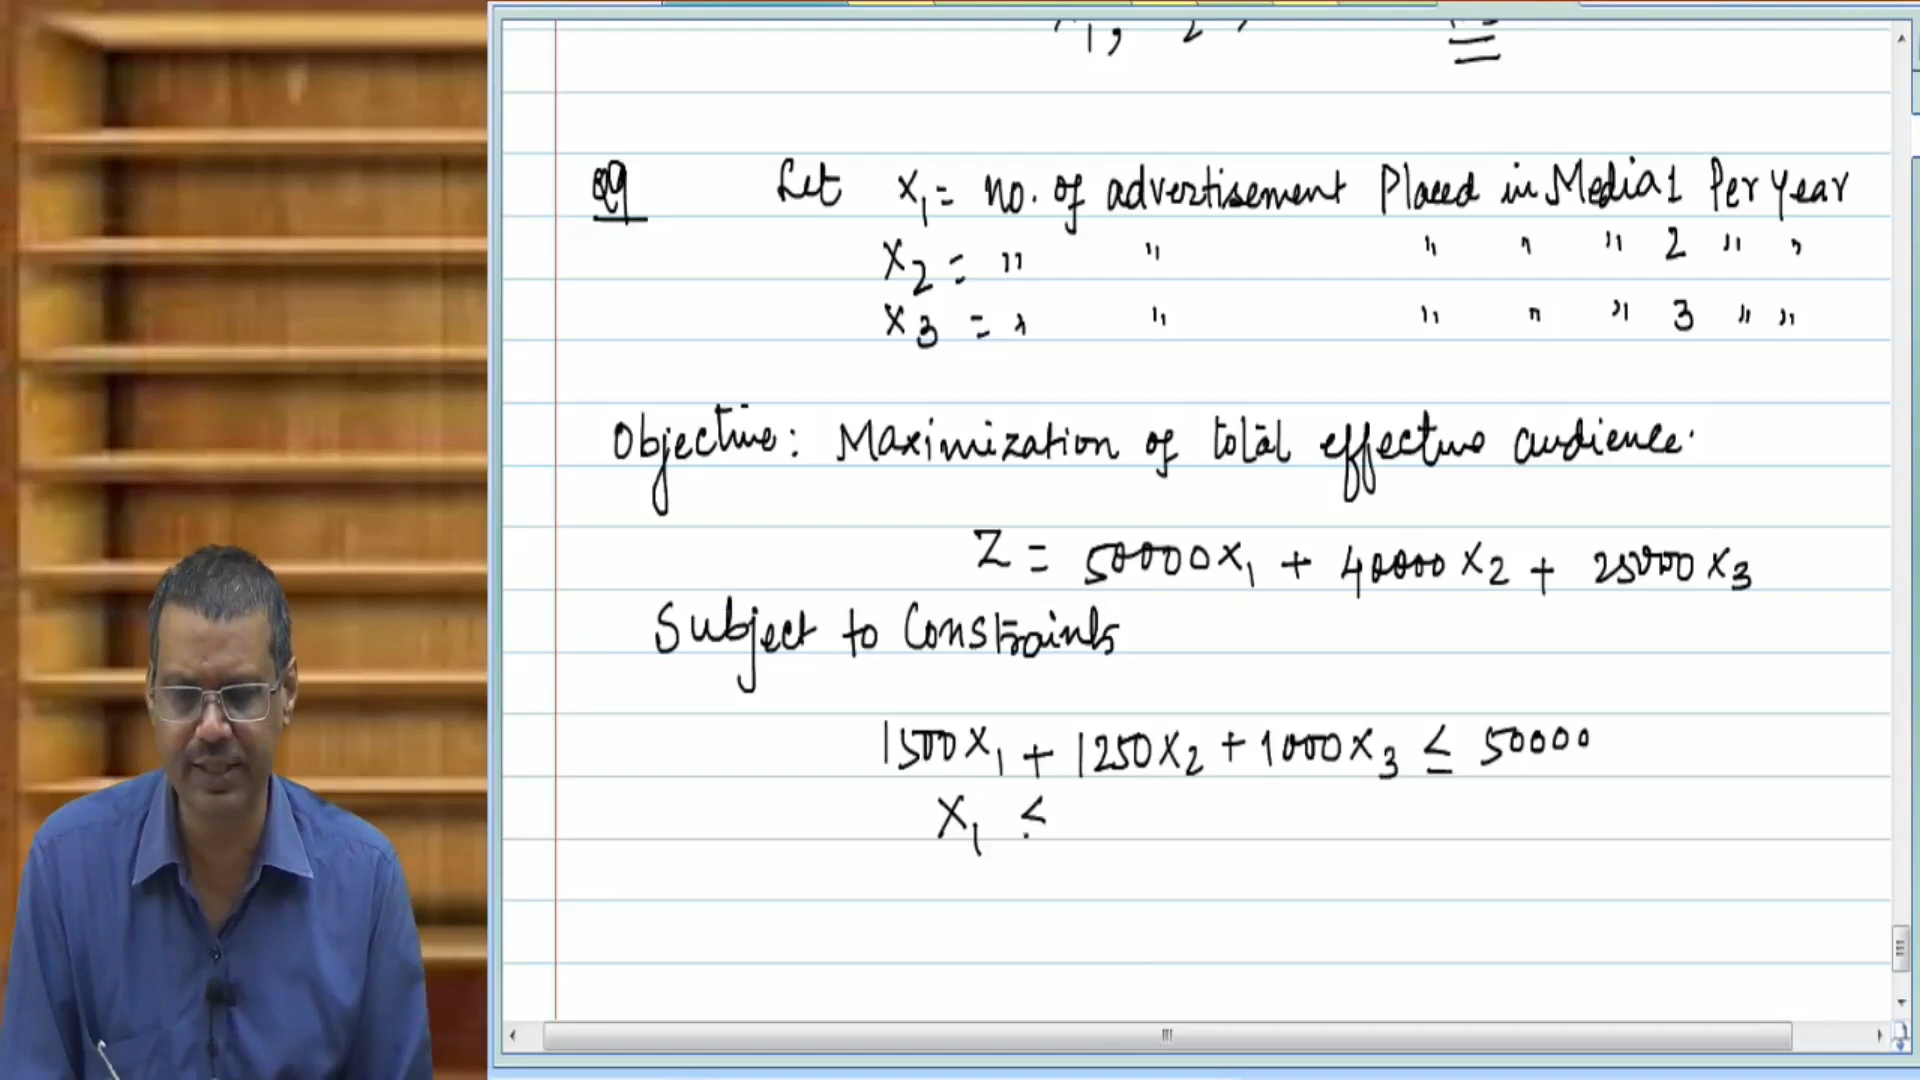 Q9 Let x₁ = no. of advertisement Placed in Media 1 Per Year
x₂ = " " " " " 2 " "
x₃ = " " " " " 3 " "
Objective: Maximization of total effective audience.
Z = 50000x₁ + 40000x₂ + 25000x₃
Subject to Constraints
1500x₁ + 1250x₂ + 1000x₃ ≤ 50000
x₁ ≤